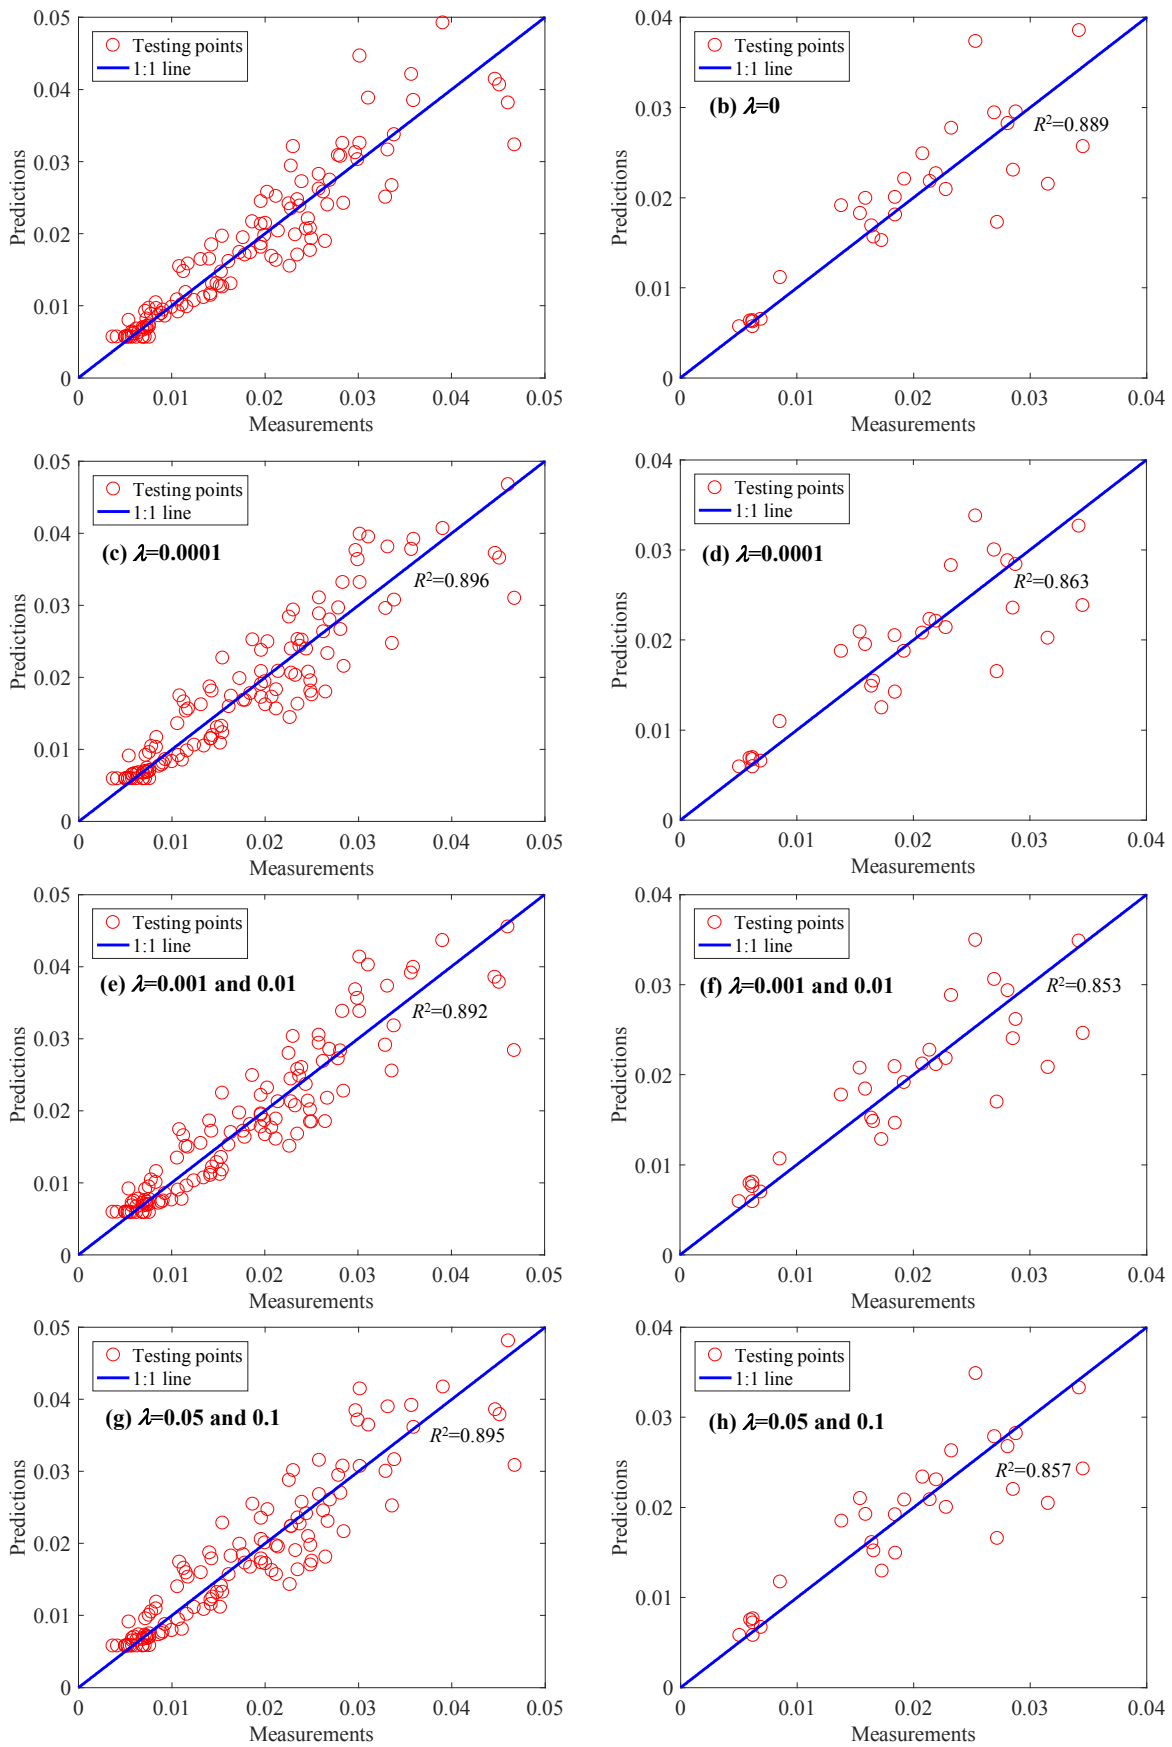 0.05
0.04
0.03
0.02
0.01
0
Predictions
Testing points
1:1 line
0
0.01
0.02
0.03
0.04
0.05
Measurements
0.04
0.03
0.02
0.01
0
Predictions
Testing points
1:1 line
(b) λ=0
R²=0.889
0
0.01
0.02
0.03
0.04
Measurements
0.05
0.04
0.03
0.02
0.01
0
Predictions
Testing points
1:1 line
(c) λ=0.0001
R²=0.896
0
0.01
0.02
0.03
0.04
0.05
Measurements
0.04
0.03
0.02
0.01
0
Predictions
Testing points
1:1 line
(d) λ=0.0001
R²=0.863
0
0.01
0.02
0.03
0.04
Measurements
0.05
0.04
0.03
0.02
0.01
0
Predictions
Testing points
1:1 line
(e) λ=0.001 and 0.01
R²=0.892
0
0.01
0.02
0.03
0.04
0.05
Measurements
0.04
0.03
0.02
0.01
0
Predictions
Testing points
1:1 line
(f) λ=0.001 and 0.01
R²=0.853
0
0.01
0.02
0.03
0.04
Measurements
0.05
0.04
0.03
0.02
0.01
0
Predictions
Testing points
1:1 line
(g) λ=0.05 and 0.1
R²=0.895
0
0.01
0.02
0.03
0.04
0.05
Measurements
0.04
0.03
0.02
0.01
0
Predictions
Testing points
1:1 line
(h) λ=0.05 and 0.1
R²=0.857
0
0.01
0.02
0.03
0.04
Measurements